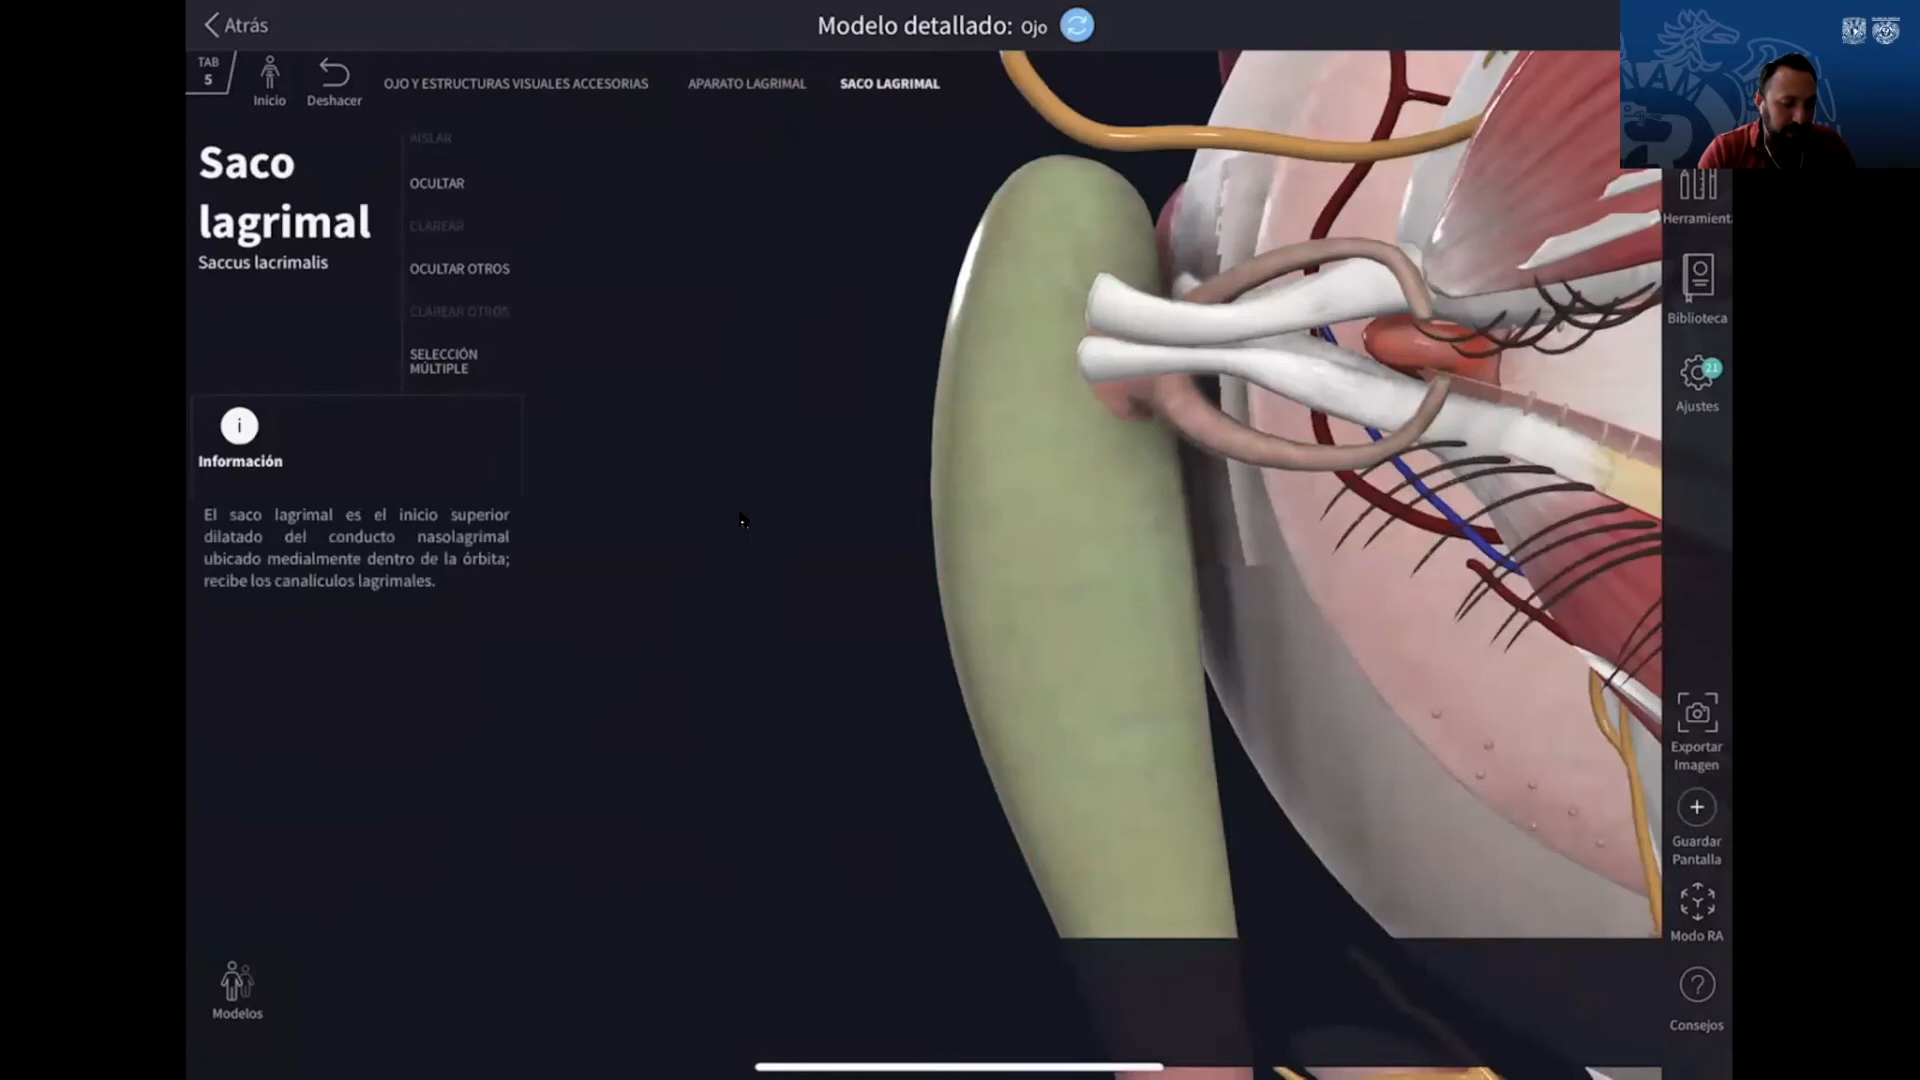 Atrás
Modelo detallado: Ojo
TAB
5
Inicio
Deshacer
OJO Y ESTRUCTURAS VISUALES ACCESORIAS
APARATO LAGRIMAL
SACO LAGRIMAL
Saco
lagrimal
Saccus lacrimalis
AISLAR
OCULTAR
CLAREAR
OCULTAR OTROS
CLAREAR OTROS
SELECCIÓN
MÚLTIPLE
i
Información
El saco lagrimal es el inicio superior
dilatado del conducto nasolagrimal
ubicado medialmente dentro de la órbita;
recibe los canalículos lagrimales.
Modelos
Herramient
Biblioteca
21
Ajustes
Exportar
Imagen
Guardar
Pantalla
Modo RA
?
Consejos